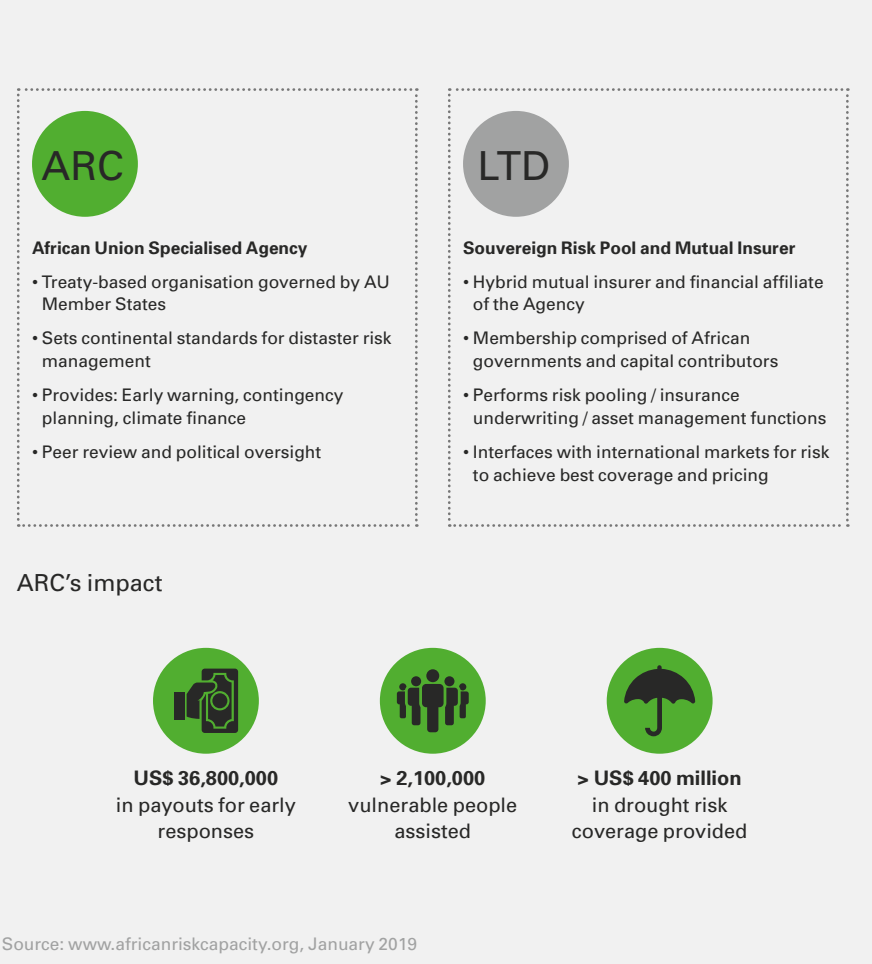 ARC
African Union Specialised Agency
• Treaty-based organisation governed by AU
Member States
• Sets continental standards for distaster risk
management
• Provides: Early warning, contingency
planning, climate finance
• Peer review and political oversight
LTD
Souvereign Risk Pool and Mutual Insurer
• Hybrid mutual insurer and financial affiliate
of the Agency
• Membership comprised of African
governments and capital contributors
• Performs risk pooling / insurance
underwriting / asset management functions
• Interfaces with international markets for risk
to achieve best coverage and pricing
ARC’s impact
US$ 36,800,000
in payouts for early
responses
> 2,100,000
vulnerable people
assisted
> US$ 400 million
in drought risk
coverage provided
Source: www.africanriskcapacity.org, January 2019